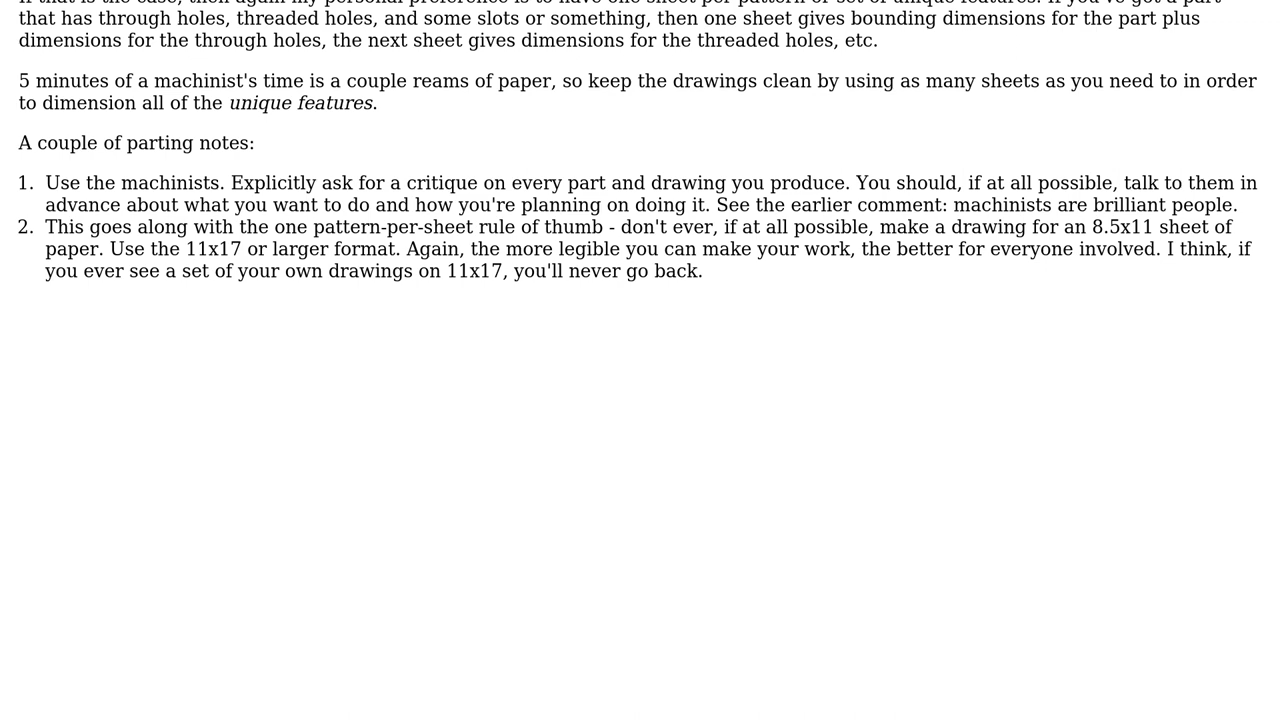 that has through holes, threaded holes, and some slots or something, then one sheet gives bounding dimensions for the part plus
dimensions for the through holes, the next sheet gives dimensions for the threaded holes, etc.
5 minutes of a machinist's time is a couple reams of paper, so keep the drawings clean by using as many sheets as you need to in order
to dimension all of the unique features.
A couple of parting notes:
1. Use the machinists. Explicitly ask for a critique on every part and drawing you produce. You should, if at all possible, talk to them in
advance about what you want to do and how you're planning on doing it. See the earlier comment: machinists are brilliant people.
2. This goes along with the one pattern-per-sheet rule of thumb - don't ever, if at all possible, make a drawing for an 8.5x11 sheet of
paper. Use the 11x17 or larger format. Again, the more legible you can make your work, the better for everyone involved. I think, if
you ever see a set of your own drawings on 11x17, you'll never go back.